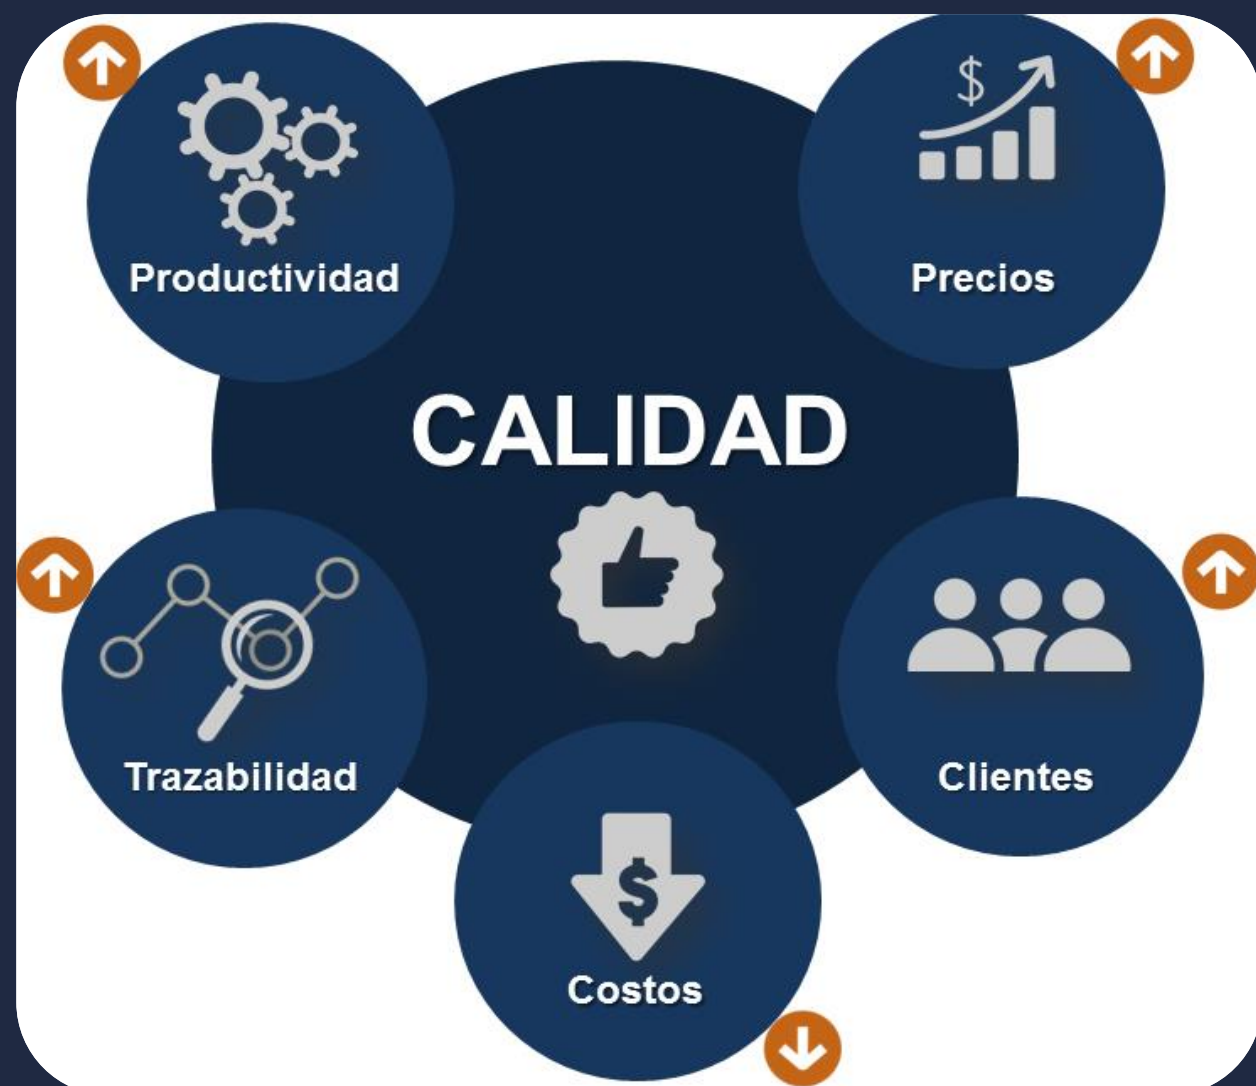 Productividad
Precios
CALIDAD
Trazabilidad
Clientes
$
Costos